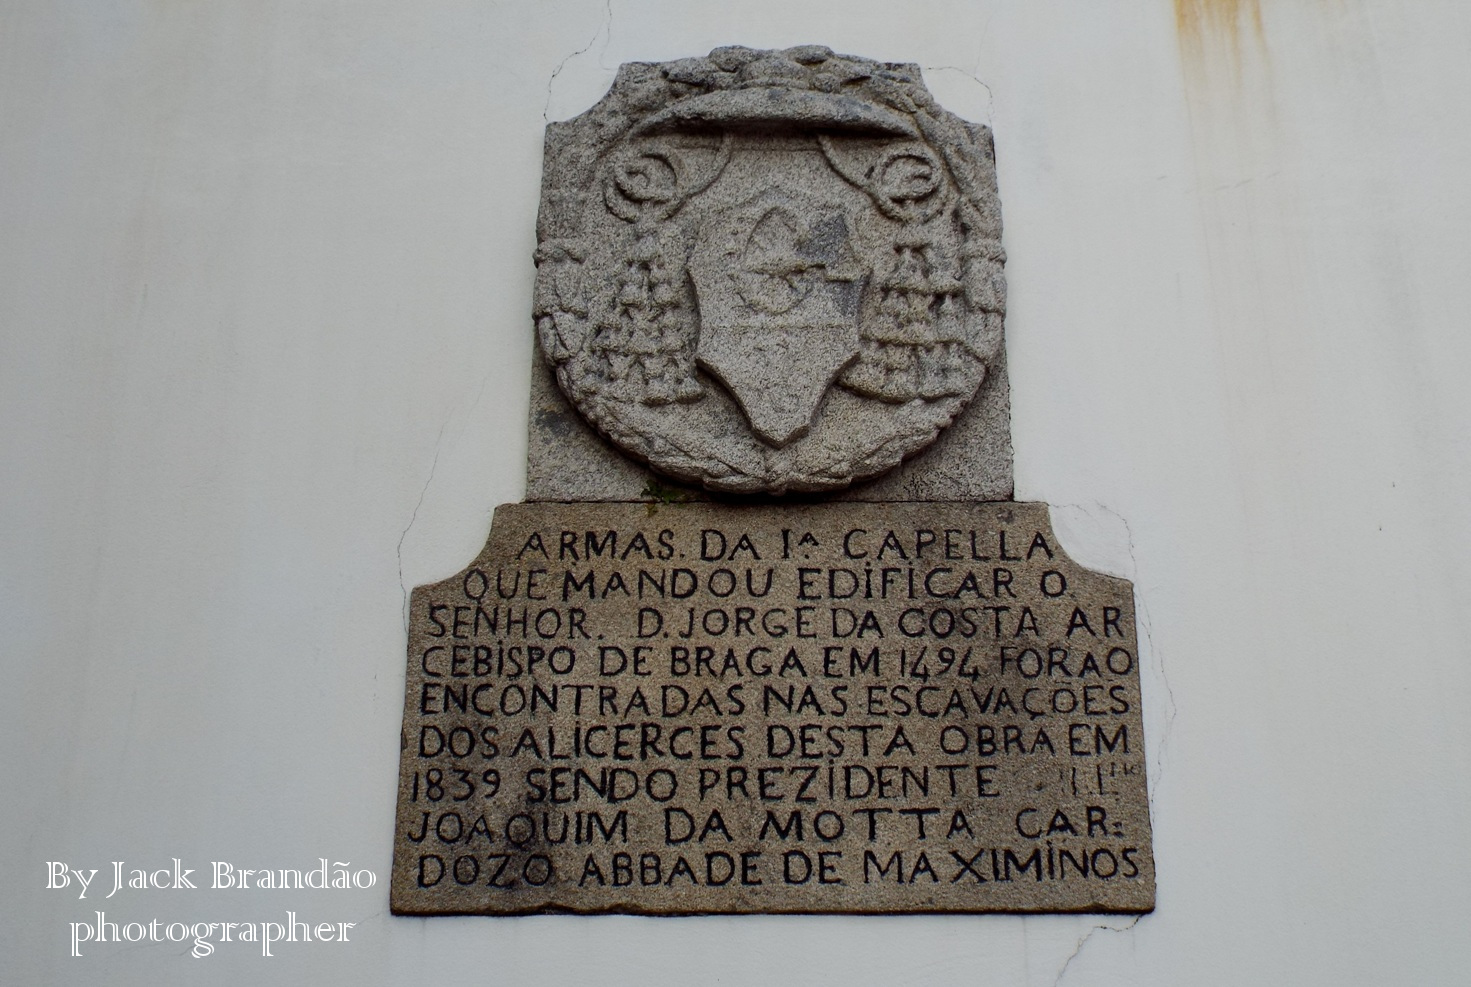 ARMAS. DA 1ª CAPELLA
QUE MANDOU EDIFICAR O
SENHOR. D. JORGE DA COSTA AR
CEBISPO DE BRAGA EM 1494 FORAO
ENCONTRADAS NAS ESCAVAÇÕES
DOS ALICERCES DESTA OBRA EM
1839 SENDO PREZIDENTE
JOAQUIM DA MOTTA CAR:
DOZO ABBADE DE MAXIMINOS
By Jack Brandão
photographer